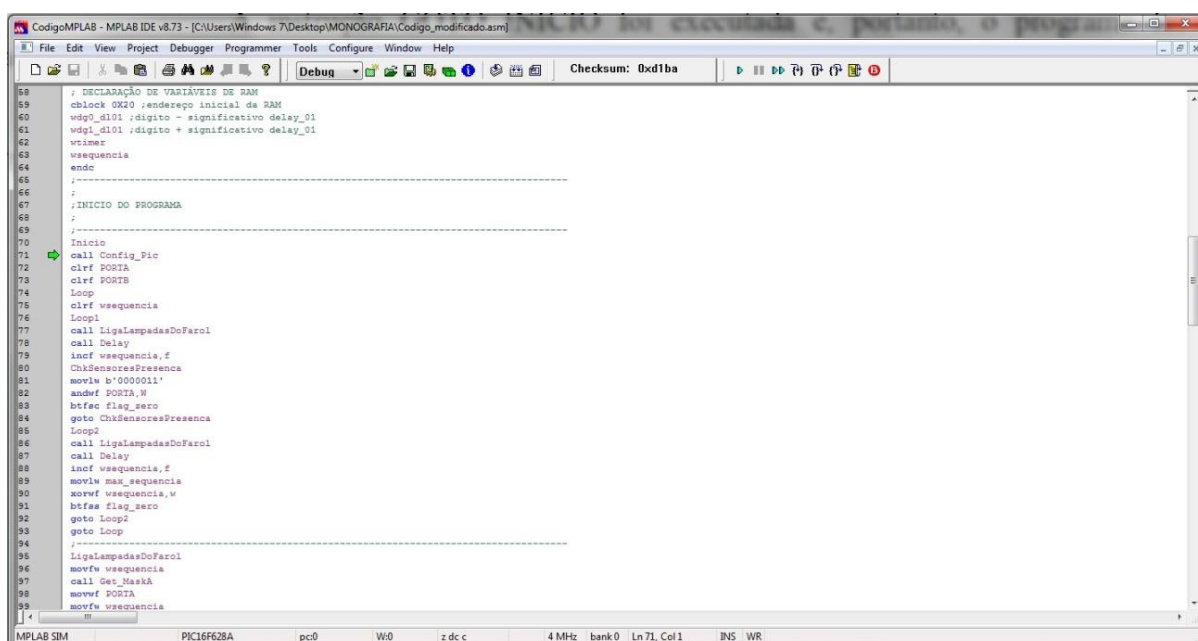 INICIO foi executada e, portanto, o programa
CodigoMPLAB - MPLAB IDE v8.73 - [C:\Users\Windows 7\Desktop\MONOGRAFIA\Codigo_modificado.asm]
File Edit View Project Debugger Programmer Tools Configure Window Help
Debug Checksum: 0xd1ba
58 ; DECLARAÇÃO DE VARIÁVEIS DE RAM
59 cblock 0X20 ;endereço inicial da RAM
60 wdg0_dl01 ;digito - significativo delay_01
61 wdg1_dl01 ;digito + significativo delay_01
62 wtimer
63 wsequencia
64 endc
65 ;------------------------------------------------------------------------------------
66 ;
67 ;INICIO DO PROGRAMA
68 ;
69 ;------------------------------------------------------------------------------------
70 Inicio
71 call Config_Pic
72 clrf PORTA
73 clrf PORTB
74 Loop
75 clrf wsequencia
76 Loop1
77 call LigaLampadasDoFarol
78 call Delay
79 incf wsequencia,f
80 ChkSensoresPresenca
81 movlw b'0000011'
82 andwf PORTA,W
83 btfsc flag_zero
84 goto ChkSensoresPresenca
85 Loop2
86 call LigaLampadasDoFarol
87 call Delay
88 incf wsequencia,f
89 movlw max_sequencia
90 xorwf wsequencia,w
91 btfss flag_zero
92 goto Loop2
93 goto Loop
94 ;------------------------------------------------------------------------------------
95 LigaLampadasDoFarol
96 movfw wsequencia
97 call Get_MaskA
98 movwf PORTA
99 movfw wsequencia
MPLAB SIM PIC16F628A pc:0 W:0 z dc c 4 MHz bank 0 Ln 71, Col 1 INS WR